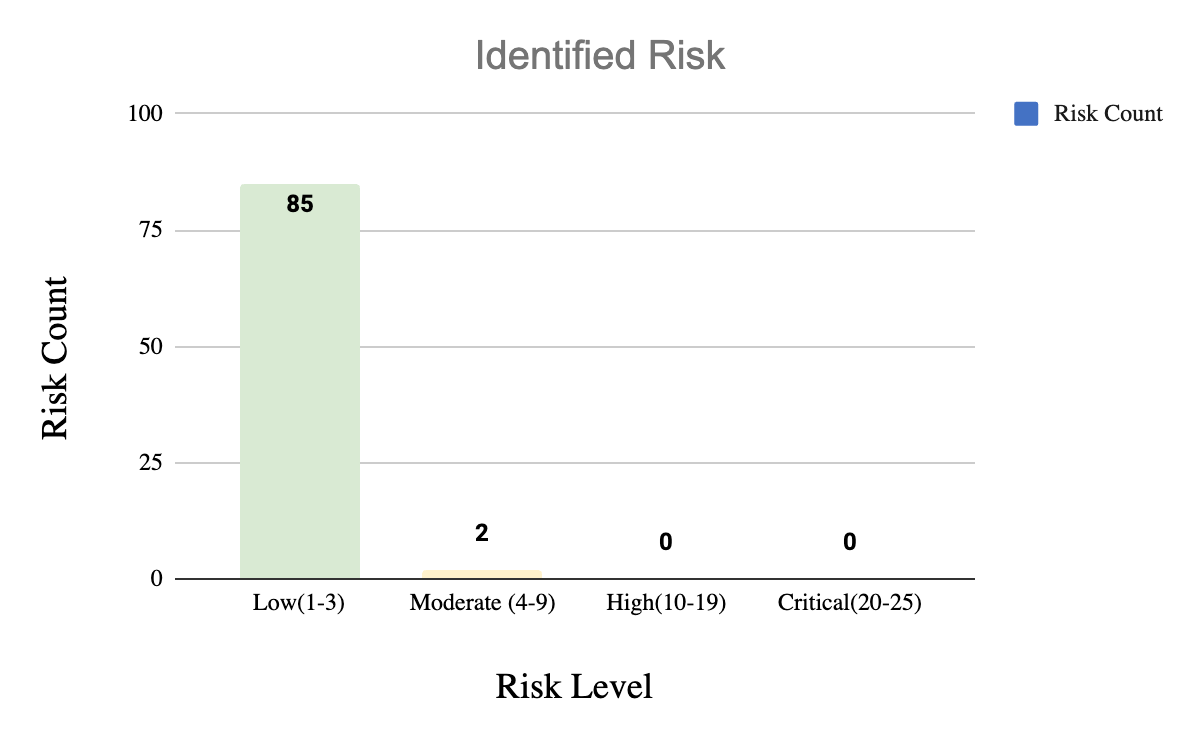 Identified Risk
Risk Count
100
75
50
25
0
Risk Count
85
2
0
0
Low(1-3)
Moderate (4-9)
High(10-19)
Critical(20-25)
Risk Level